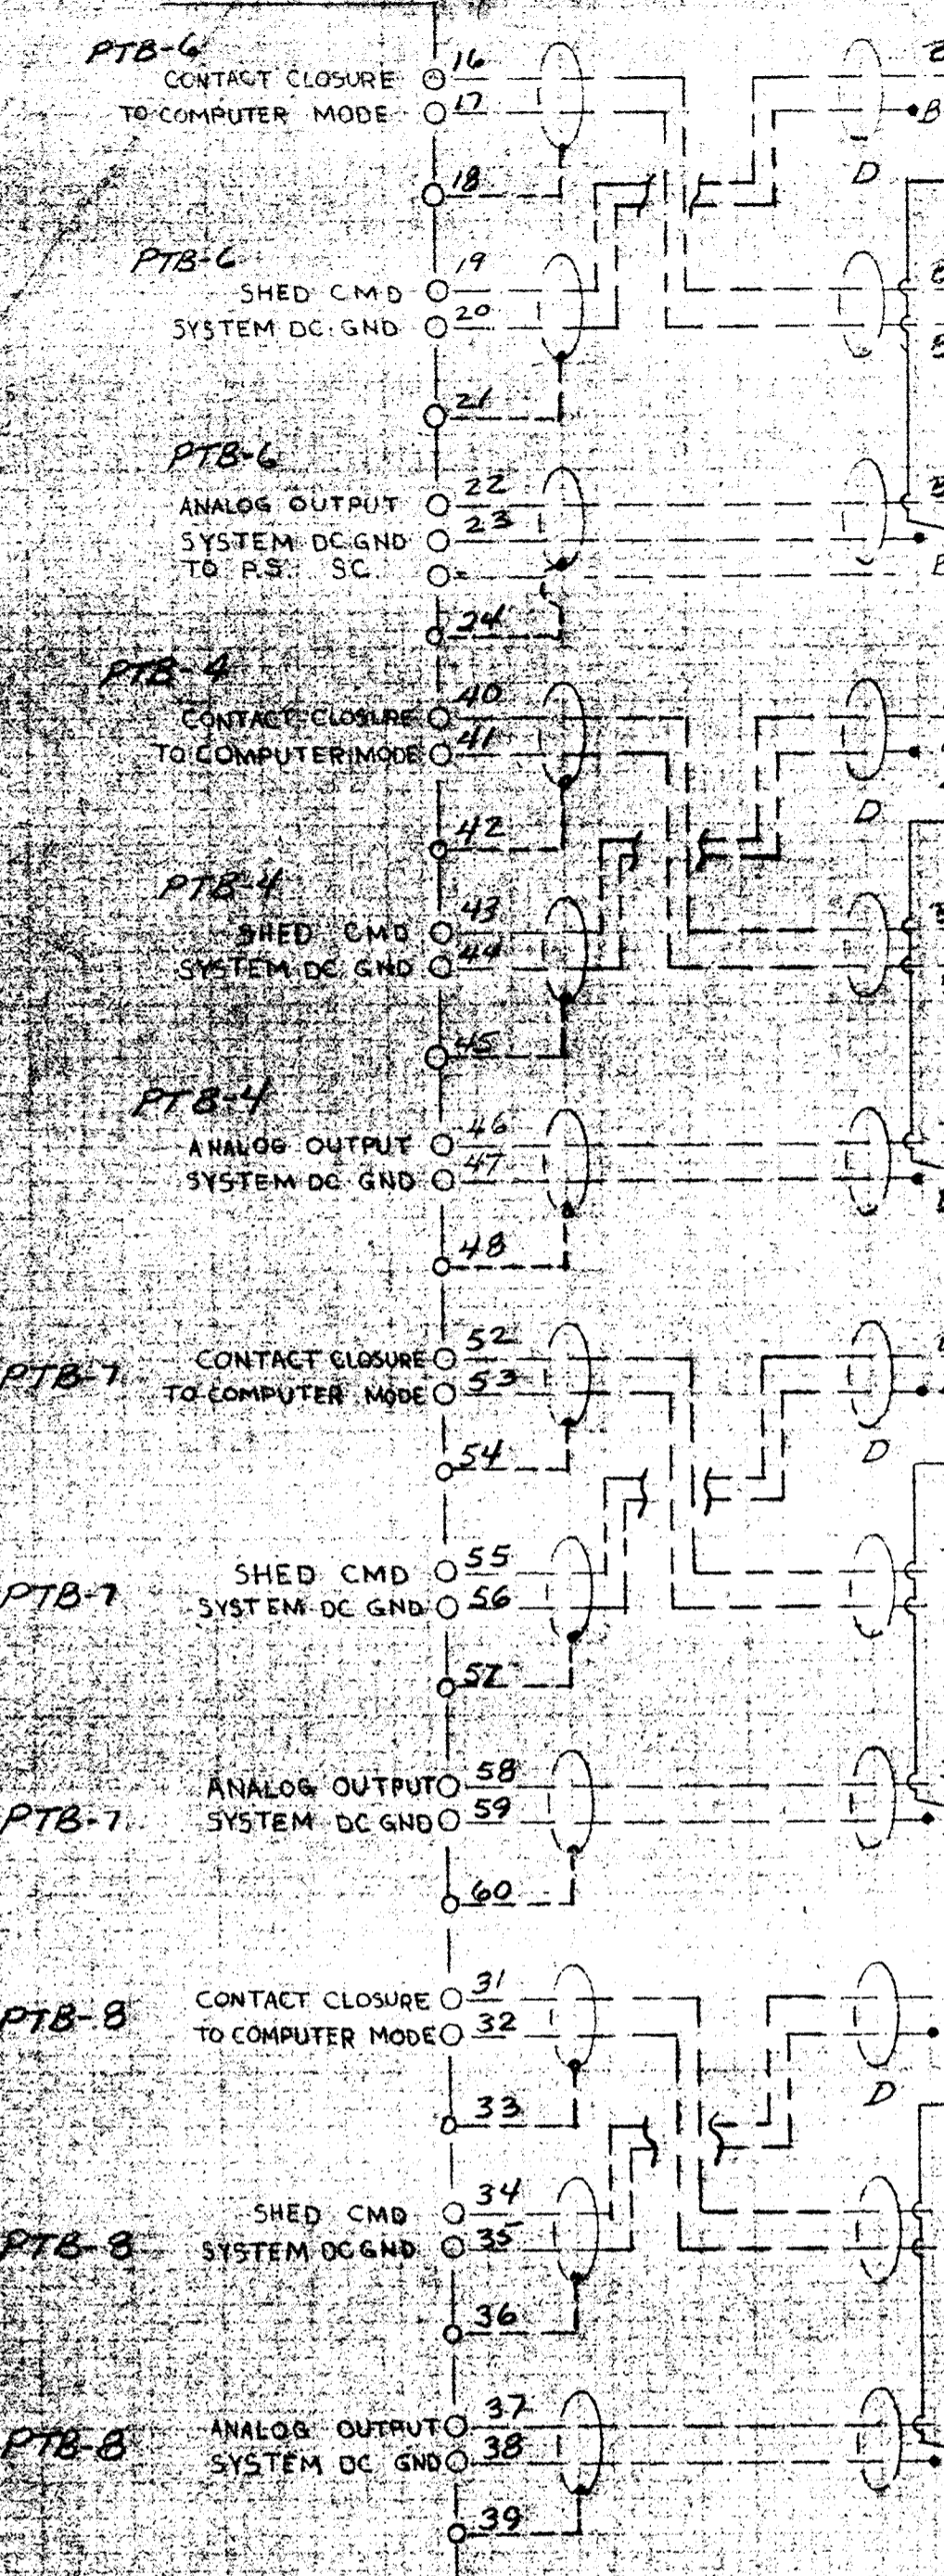 PTB-6
CONTACT CLOSURE 16
TO COMPUTER MODE 17
B
18
D
PTB-6
SHED CMD 19
SYSTEM DC GND 20
21
PTB-6
ANALOG OUTPUT 22
SYSTEM DC GND 23
TO P.S. SC.
24
PTB-4
CONTACT CLOSURE 40
TO COMPUTER MODE 41
D
42
PTB-4
SHED CMD 43
SYSTEM DC GND 44
45
PTB-4
ANALOG OUTPUT 46
SYSTEM DC GND 47
48
PTB-7 CONTACT CLOSURE 52
TO COMPUTER MODE 53
D
54
SHED CMD 55
PTB-7 SYSTEM DC GND 56
57
ANALOG OUTPUT 58
PTB-7 SYSTEM DC GND 59
60
CONTACT CLOSURE 31
PTB-8 TO COMPUTER MODE 32
D
33
SHED CMD 34
PTB-8 SYSTEM DC GND 35
36
ANALOG OUTPUT 37
PTB-8 SYSTEM DC GND 38
39